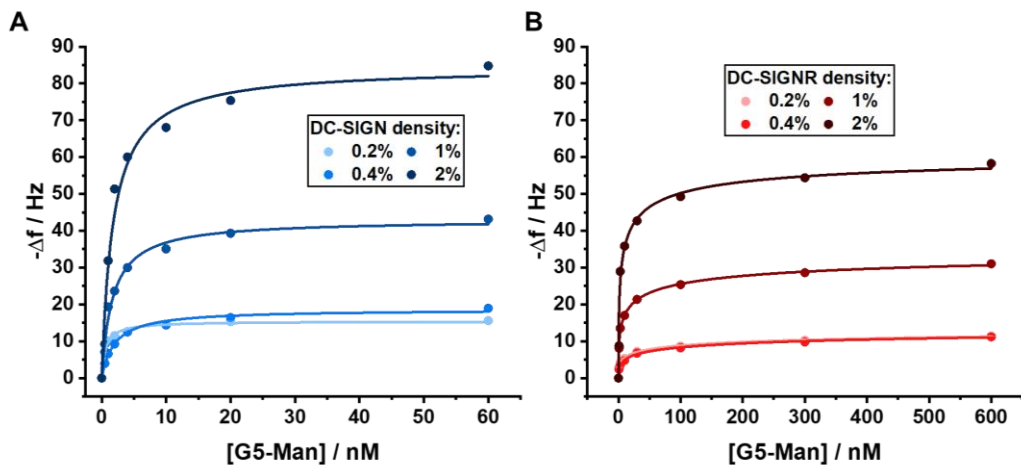 A
90
80
70
60
50
40
30
20
10
0
-Δf / Hz
DC-SIGN density:
0.2% 1%
0.4% 2%
0 10 20 30 40 50 60
[G5-Man] / nM
B
90
80
70
60
50
40
30
20
10
0
-Δf / Hz
DC-SIGNR density:
0.2% 1%
0.4% 2%
0 100 200 300 400 500 600
[G5-Man] / nM